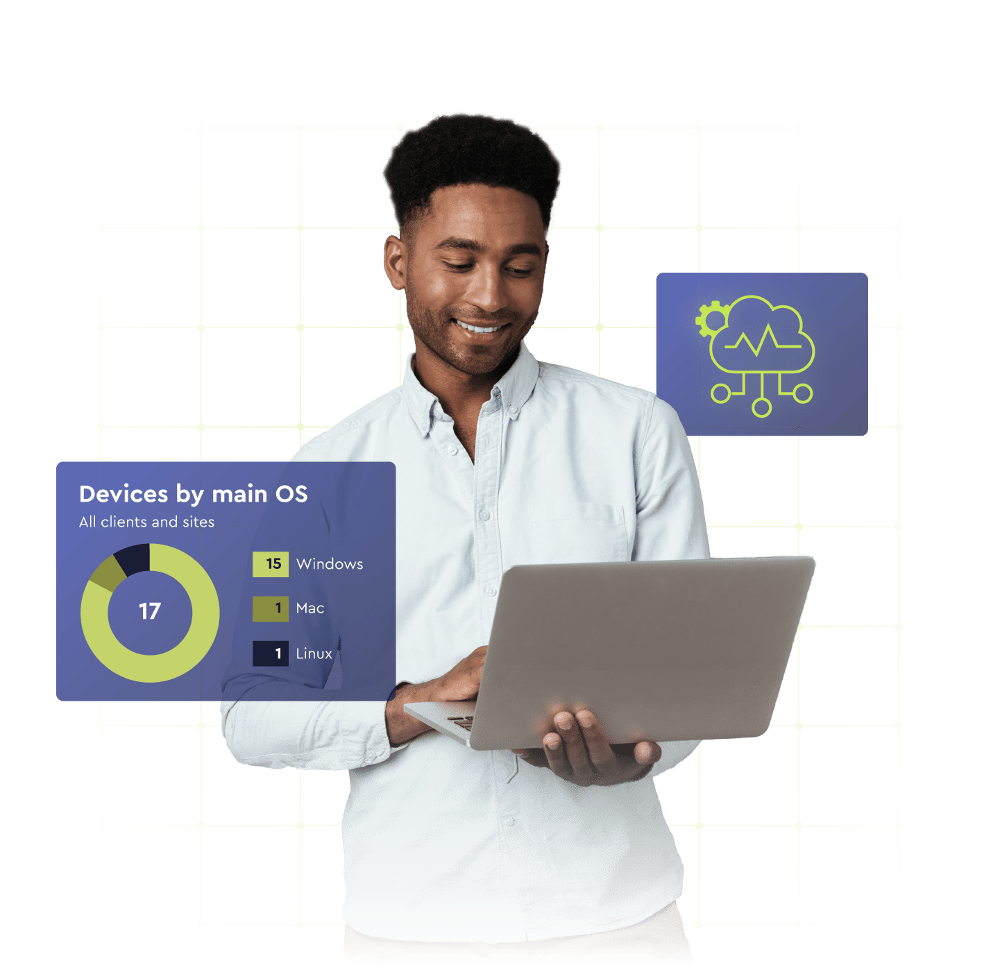 Devices by main OS
All clients and sites
17
15 Windows
1 Mac
1 Linux